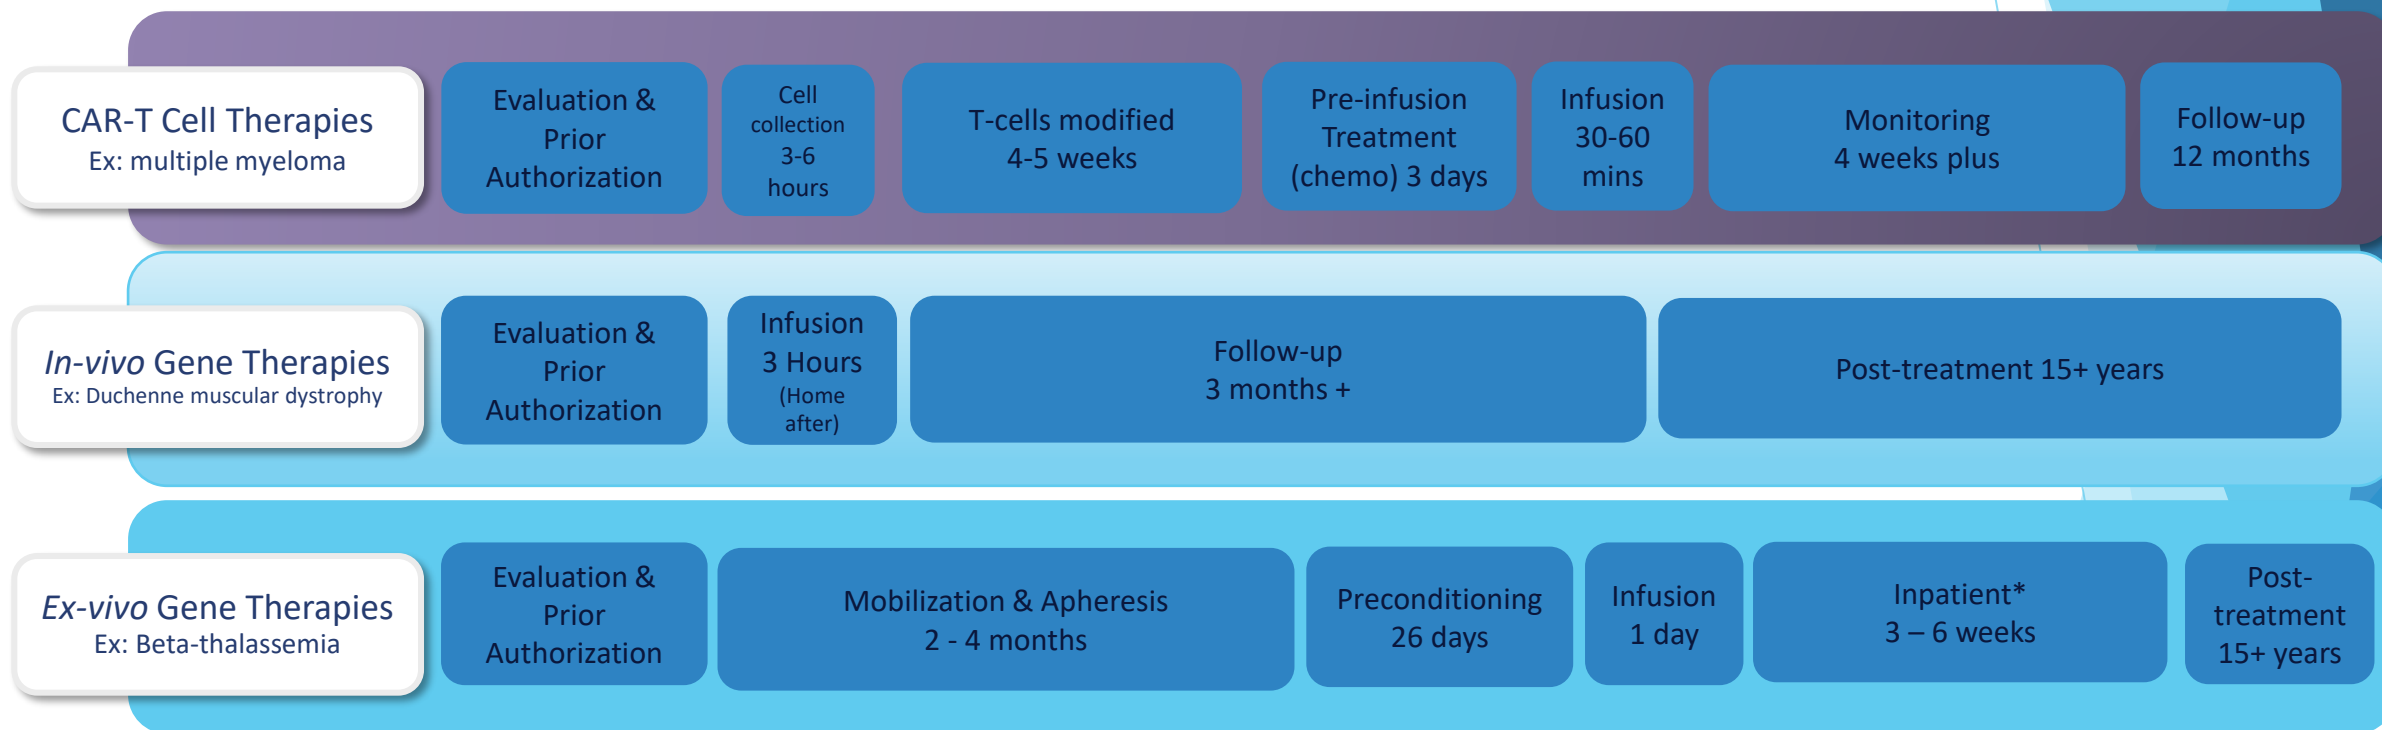 CAR-T Cell Therapies
Ex: multiple myeloma
Evaluation &
Prior
Authorization
Cell
collection
3-6
hours
T-cells modified
4-5 weeks
Pre-infusion
Treatment
(chemo) 3 days
Infusion
30-60
mins
Monitoring
4 weeks plus
Follow-up
12 months
In-vivo Gene Therapies
Ex: Duchenne muscular dystrophy
Evaluation &
Prior
Authorization
Infusion
3 Hours
(Home
after)
Follow-up
3 months +
Post-treatment 15+ years
Ex-vivo Gene Therapies
Ex: Beta-thalassemia
Evaluation &
Prior
Authorization
Mobilization & Apheresis
2 - 4 months
Preconditioning
26 days
Infusion
1 day
Inpatient*
3 – 6 weeks
Post-
treatment
15+ years